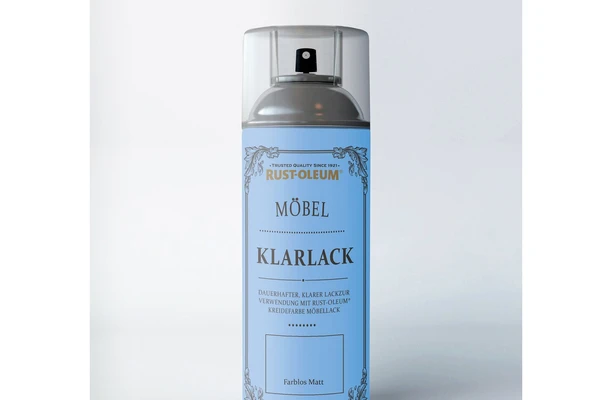 • TRUSTED QUALITY SINCE 1921 •
RUST-OLEUM®
MÖBEL
KLARLACK
DAUERHAFTER, KLARER LACKZUR
VERWENDUNG MIT RUST-OLEUM®
KREIDEFARBE MÖBELLACK
Farblos Matt